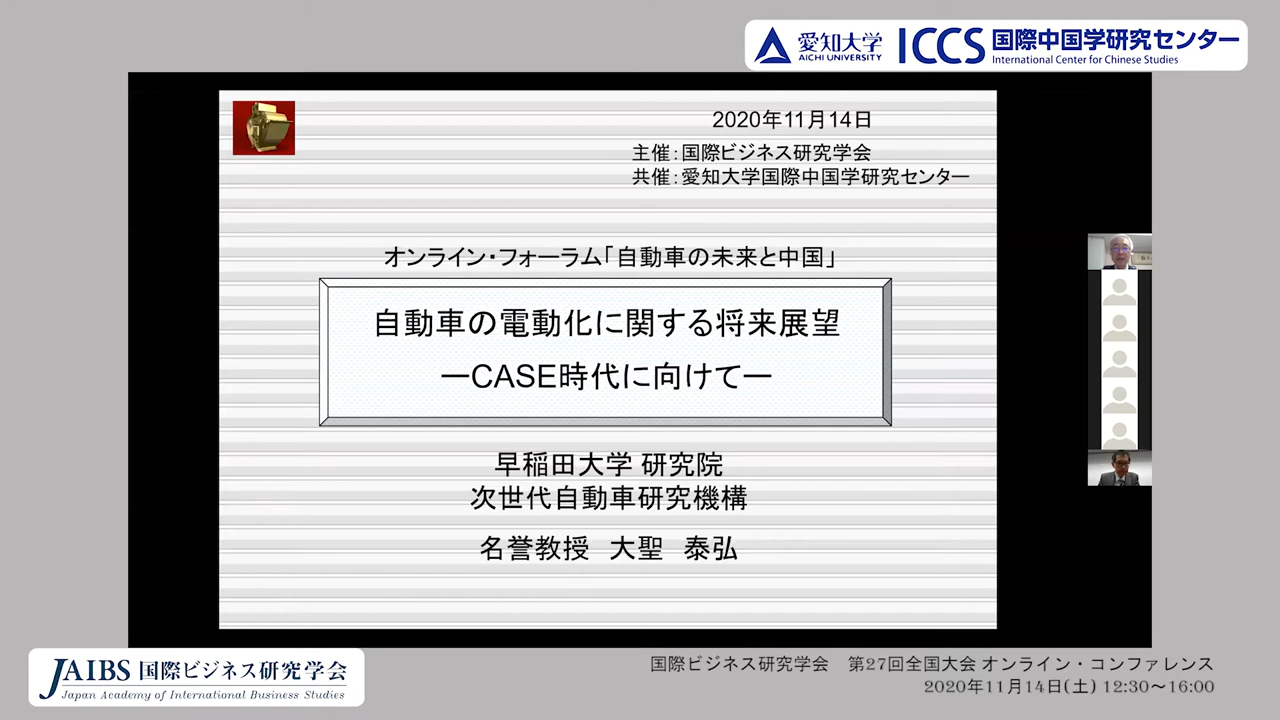 愛知大学
AICHI UNIVERSITY
ICCS 国際中国学研究センター
International Center for Chinese Studies
2020年11月14日
主催：国際ビジネス研究学会
共催：愛知大学国際中国学研究センター
オンライン・フォーラム「自動車の未来と中国」
自動車の電動化に関する将来展望
―CASE時代に向けて―
早稲田大学 研究院
次世代自動車研究機構
名誉教授　大聖　泰弘
JAIBS 国際ビジネス研究学会
Japan Academy of International Business Studies
国際ビジネス研究学会　第27回全国大会 オンライン・コンファレンス
2020年11月14日(土) 12:30～16:00